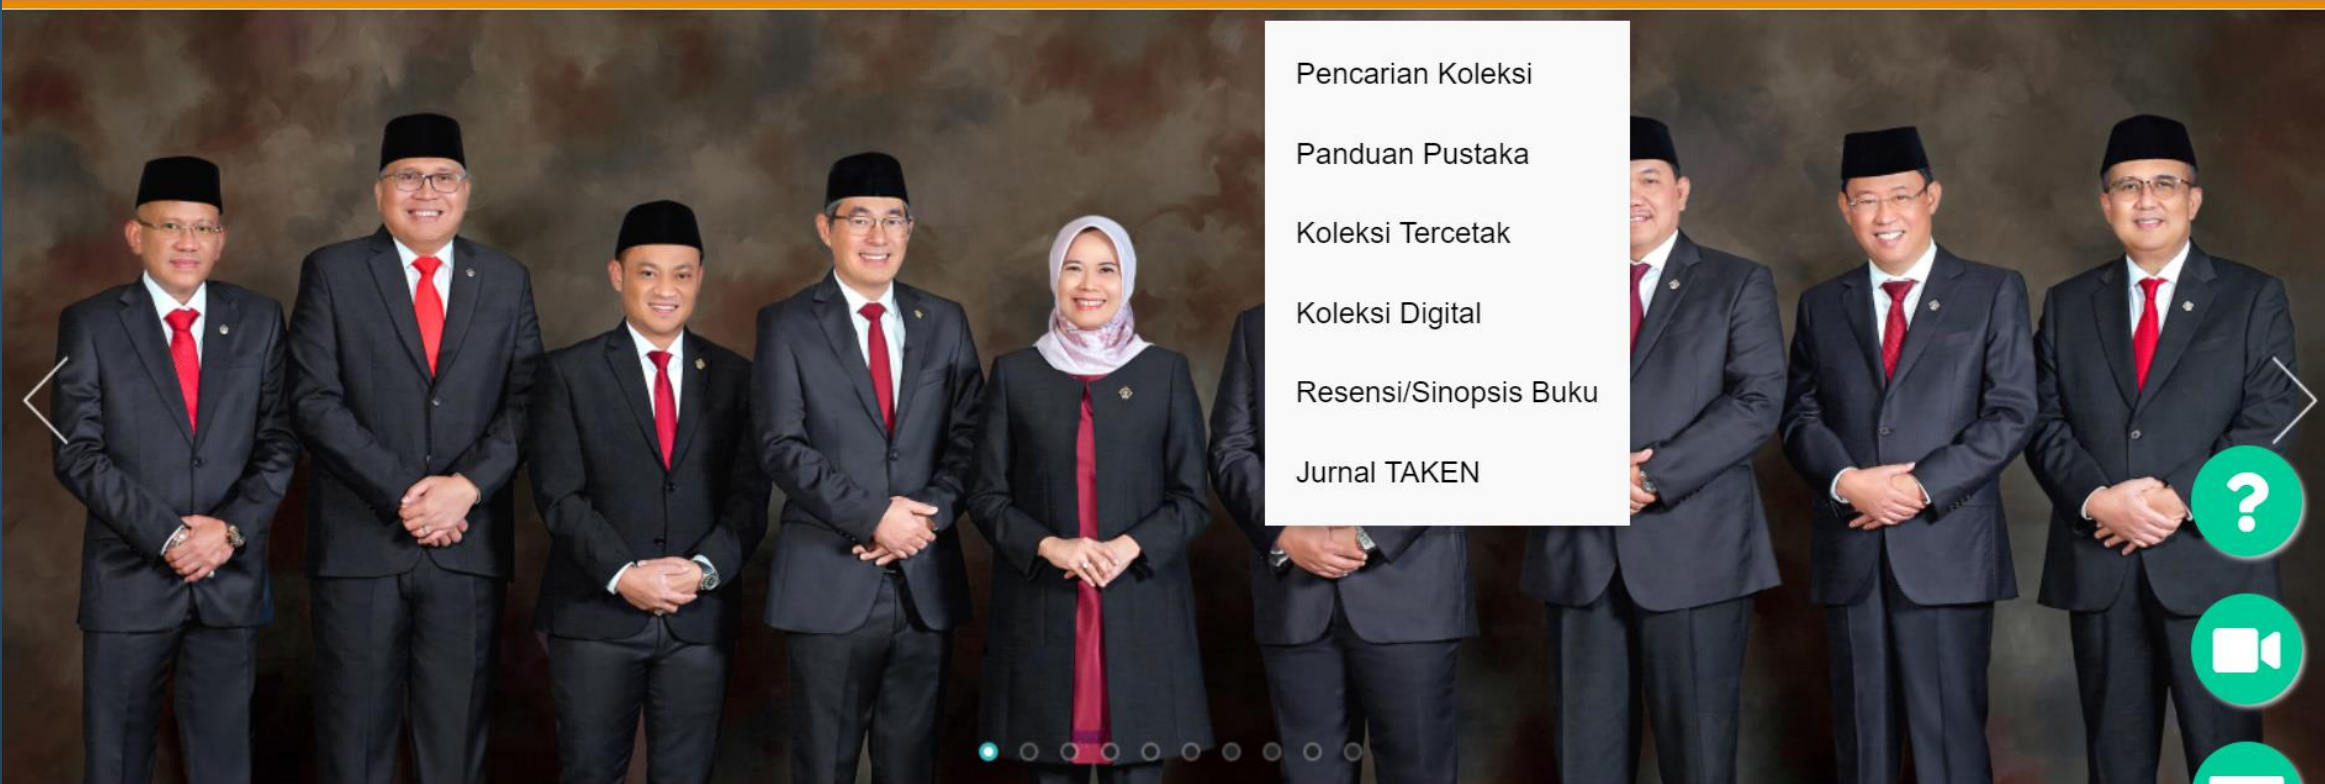 Pencarian Koleksi
Panduan Pustaka
Koleksi Tercetak
Koleksi Digital
Resensi/Sinopsis Buku
Jurnal TAKEN
?